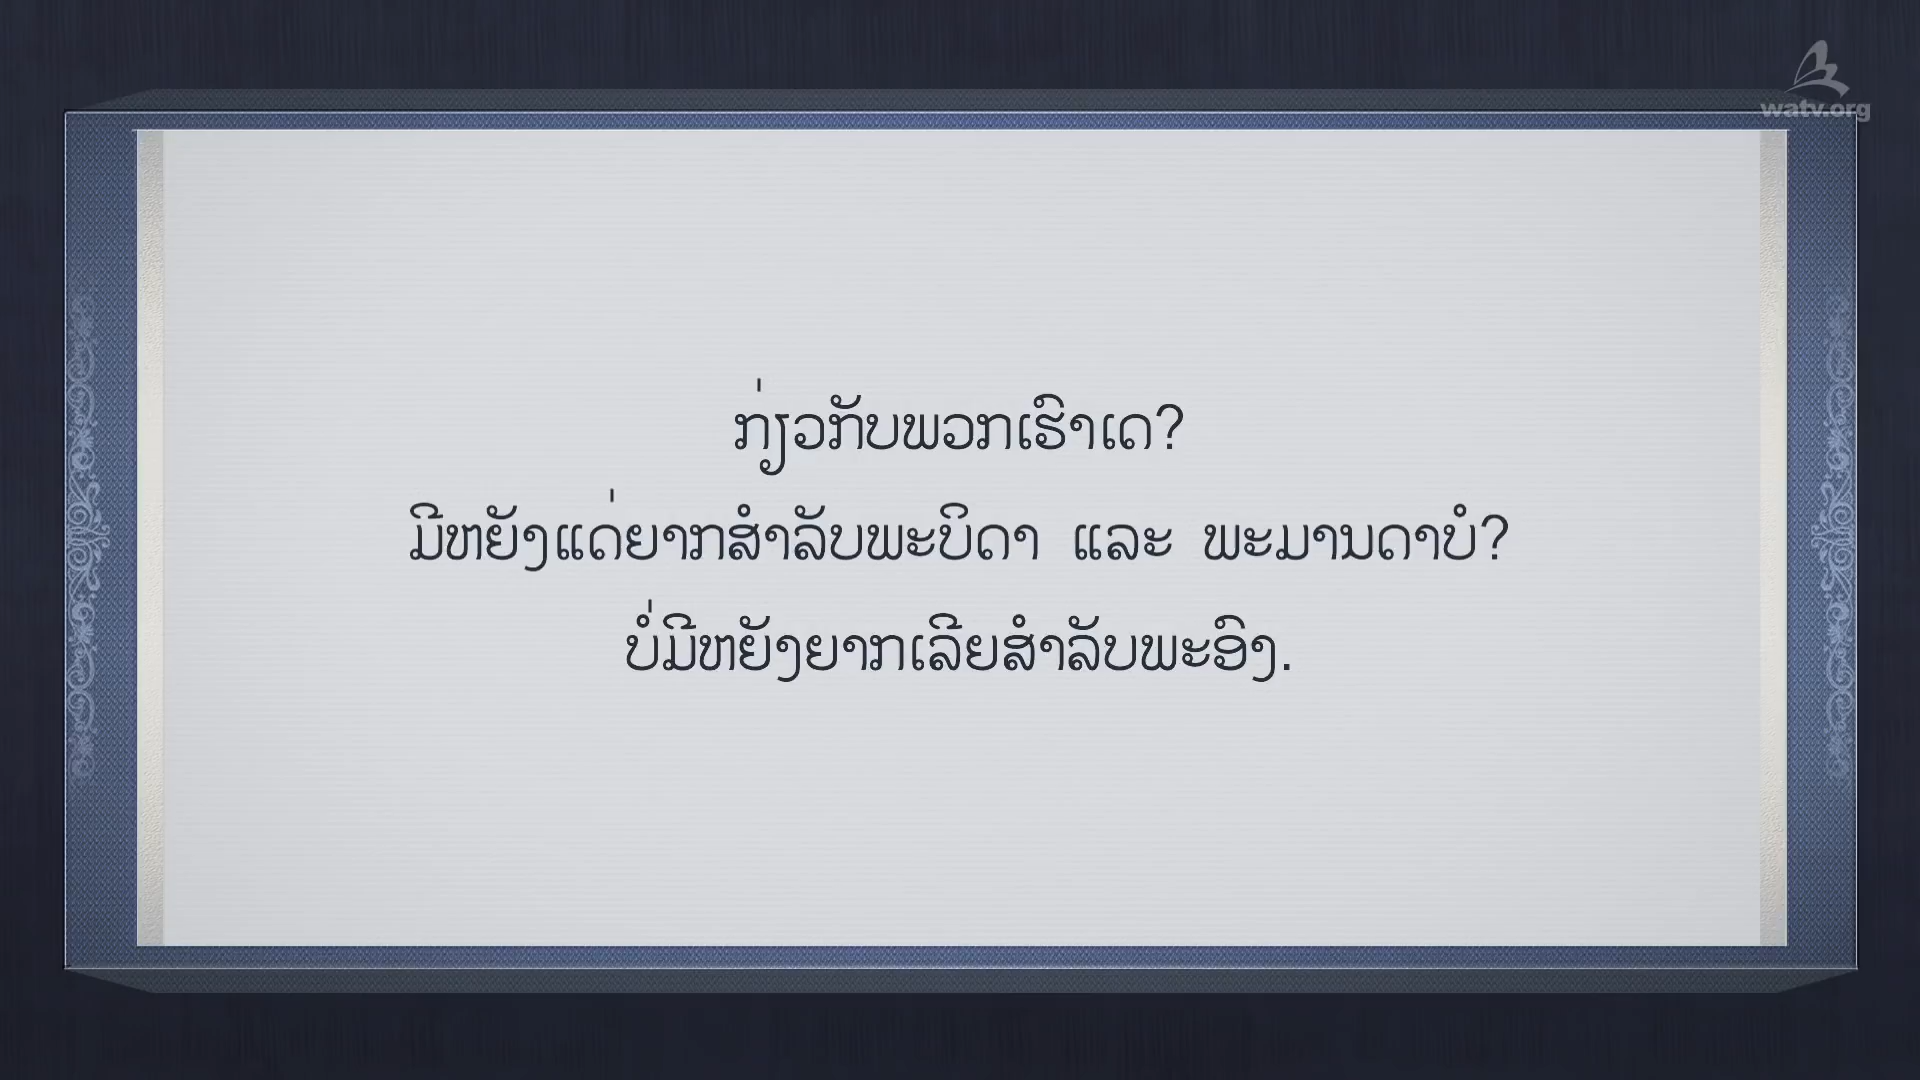 watv.org
ກ່ຽວກັບພວກເຮົາເດ?
ມີຫຍັງແດ່ຍາກສຳລັບພະບິດາ ແລະ ພະມານດາບໍ?
ບໍ່ມີຫຍັງຍາກເລີຍສຳລັບພະອົງ.